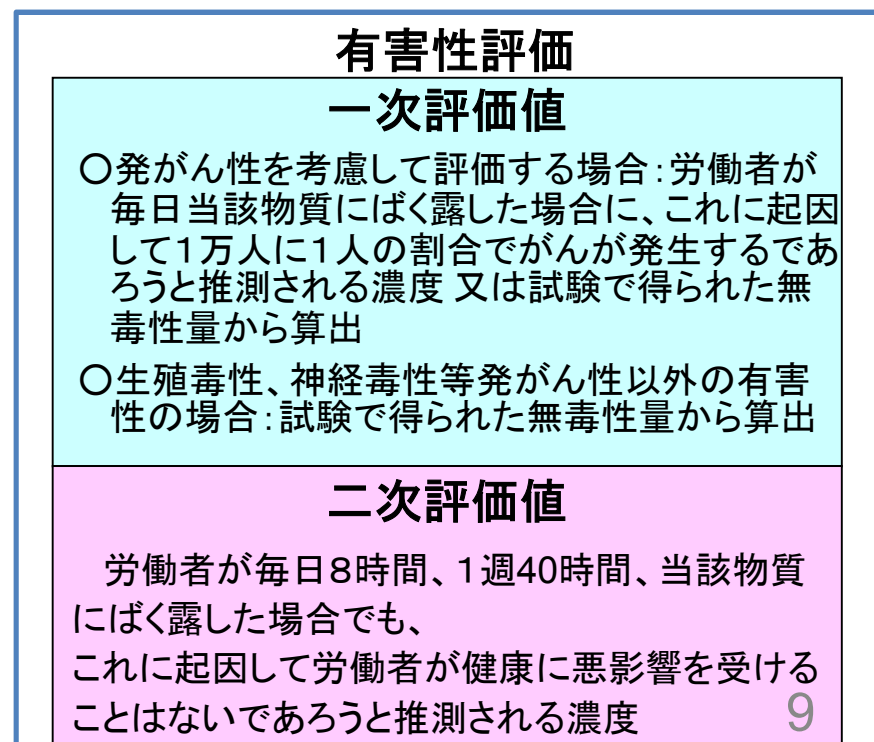 有害性評価
一次評価値
○発がん性を考慮して評価する場合：労働者が
毎日当該物質にばく露した場合に、これに起因
して１万人に１人の割合でがんが発生するであ
ろうと推測される濃度 又は試験で得られた無
毒性量から算出
○生殖毒性、神経毒性等発がん性以外の有害
性の場合：試験で得られた無毒性量から算出
二次評価値
労働者が毎日８時間、１週40時間、当該物質
にばく露した場合でも、
これに起因して労働者が健康に悪影響を受ける
ことはないであろうと推測される濃度
9